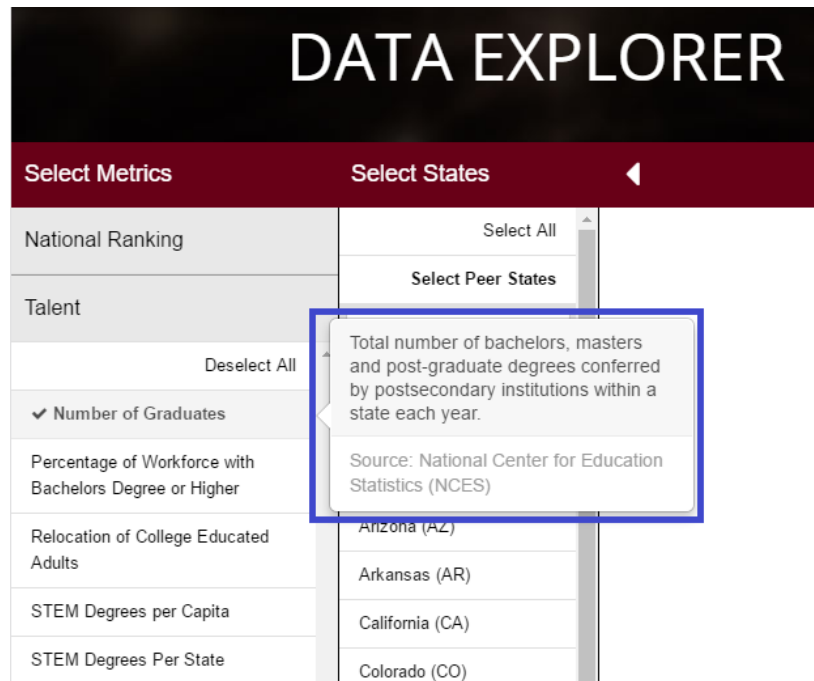 DATA EXPLORER
Select Metrics
Select States
National Ranking
Talent
Deselect All
✔ Number of Graduates
Percentage of Workforce with
Bachelors Degree or Higher
Relocation of College Educated
Adults
STEM Degrees per Capita
STEM Degrees Per State
Select All
Select Peer States
Total number of bachelors, masters
and post-graduate degrees conferred
by postsecondary institutions within a
state each year.
Source: National Center for Education
Statistics (NCES)
Arizona (AZ)
Arkansas (AR)
California (CA)
Colorado (CO)